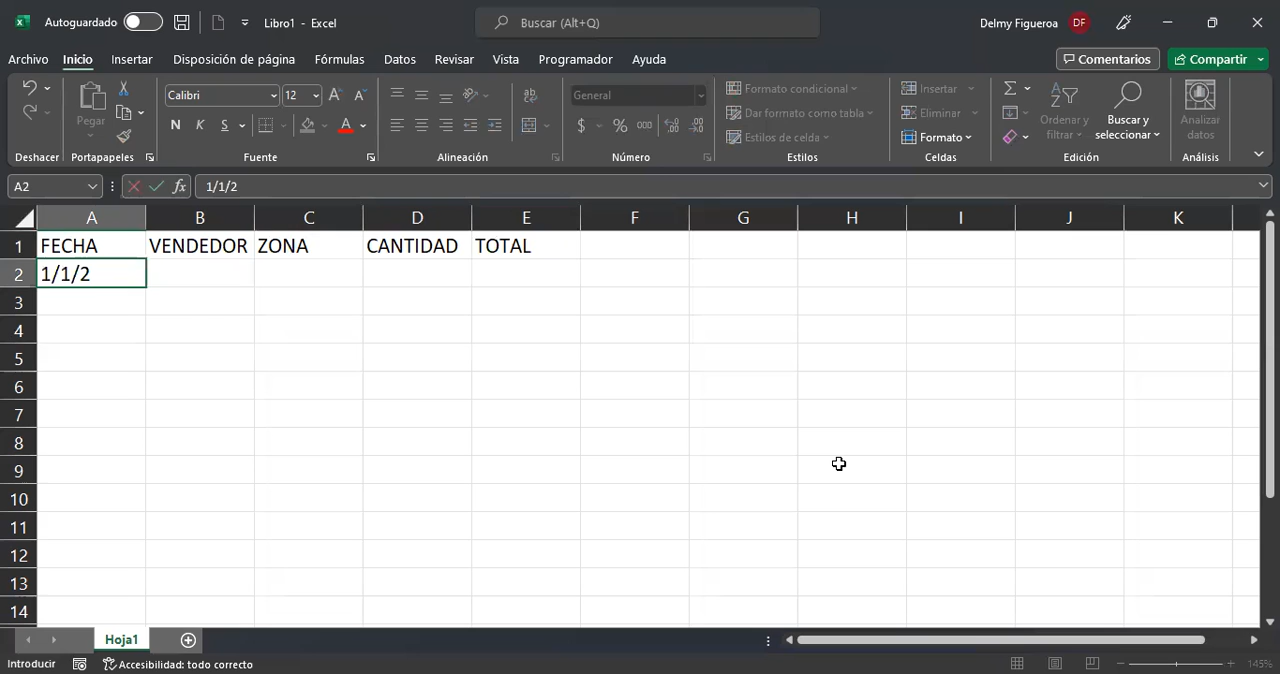 Autoguardado
Libro1 - Excel
Buscar (Alt+Q)
Delmy Figueroa
DF
Archivo Inicio Insertar Disposición de página Fórmulas Datos Revisar Vista Programador Ayuda
Comentarios Compartir
Pegar
Calibri 12
N K S
General
$ % 000
Formato condicional
Dar formato como tabla
Estilos de celda
Insertar
Eliminar
Formato
Ordenar y filtrar
Buscar y seleccionar
Analizar datos
Deshacer Portapapeles Fuente Alineación Número Estilos Celdas Edición Análisis
A2 fx 1/1/2
A B C D E F G H I J K
1 FECHA VENDEDOR ZONA CANTIDAD TOTAL
2 1/1/2
3
4
5
6
7
8
9
10
11
12
13
14
Hoja1
Introducir Accesibilidad: todo correcto 145%